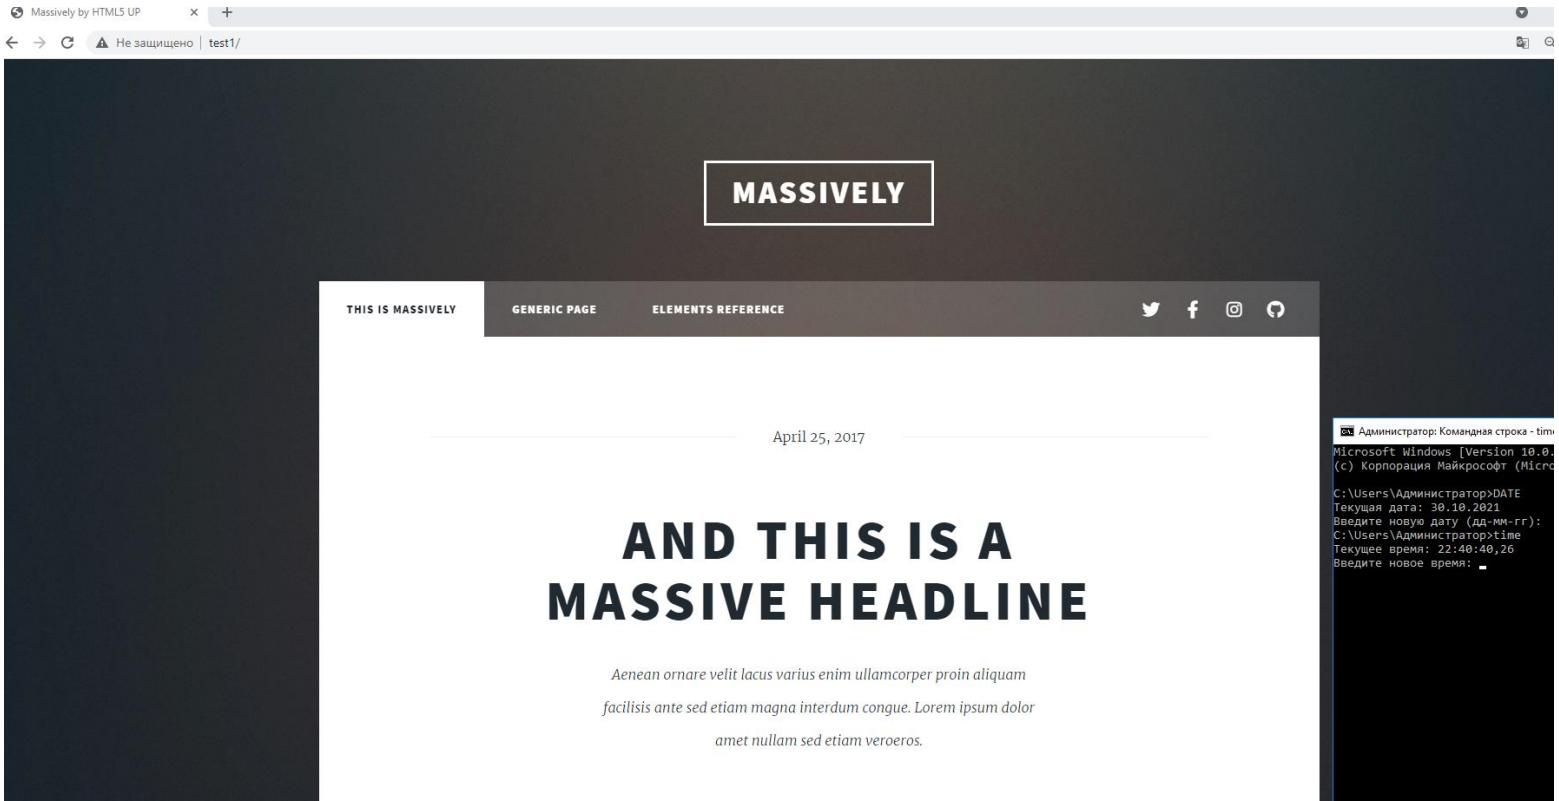 Massively by HTML5 UP
Не защищено | test1/
MASSIVELY
THIS IS MASSIVELY GENERIC PAGE ELEMENTS REFERENCE
April 25, 2017
AND THIS IS A
MASSIVE HEADLINE
Aenean ornare velit lacus varius enim ullamcorper proin aliquam
facilisis ante sed etiam magna interdum congue. Lorem ipsum dolor
amet nullam sed etiam veroeros.
Администратор: Командная строка - time
Microsoft Windows [Version 10.0.
(c) Корпорация Майкрософт (Micro
C:\Users\Администратор>DATE
Текущая дата: 30.10.2021
Введите новую дату (дд-мм-гг):
C:\Users\Администратор>time
Текущее время: 22:40:40,26
Введите новое время: